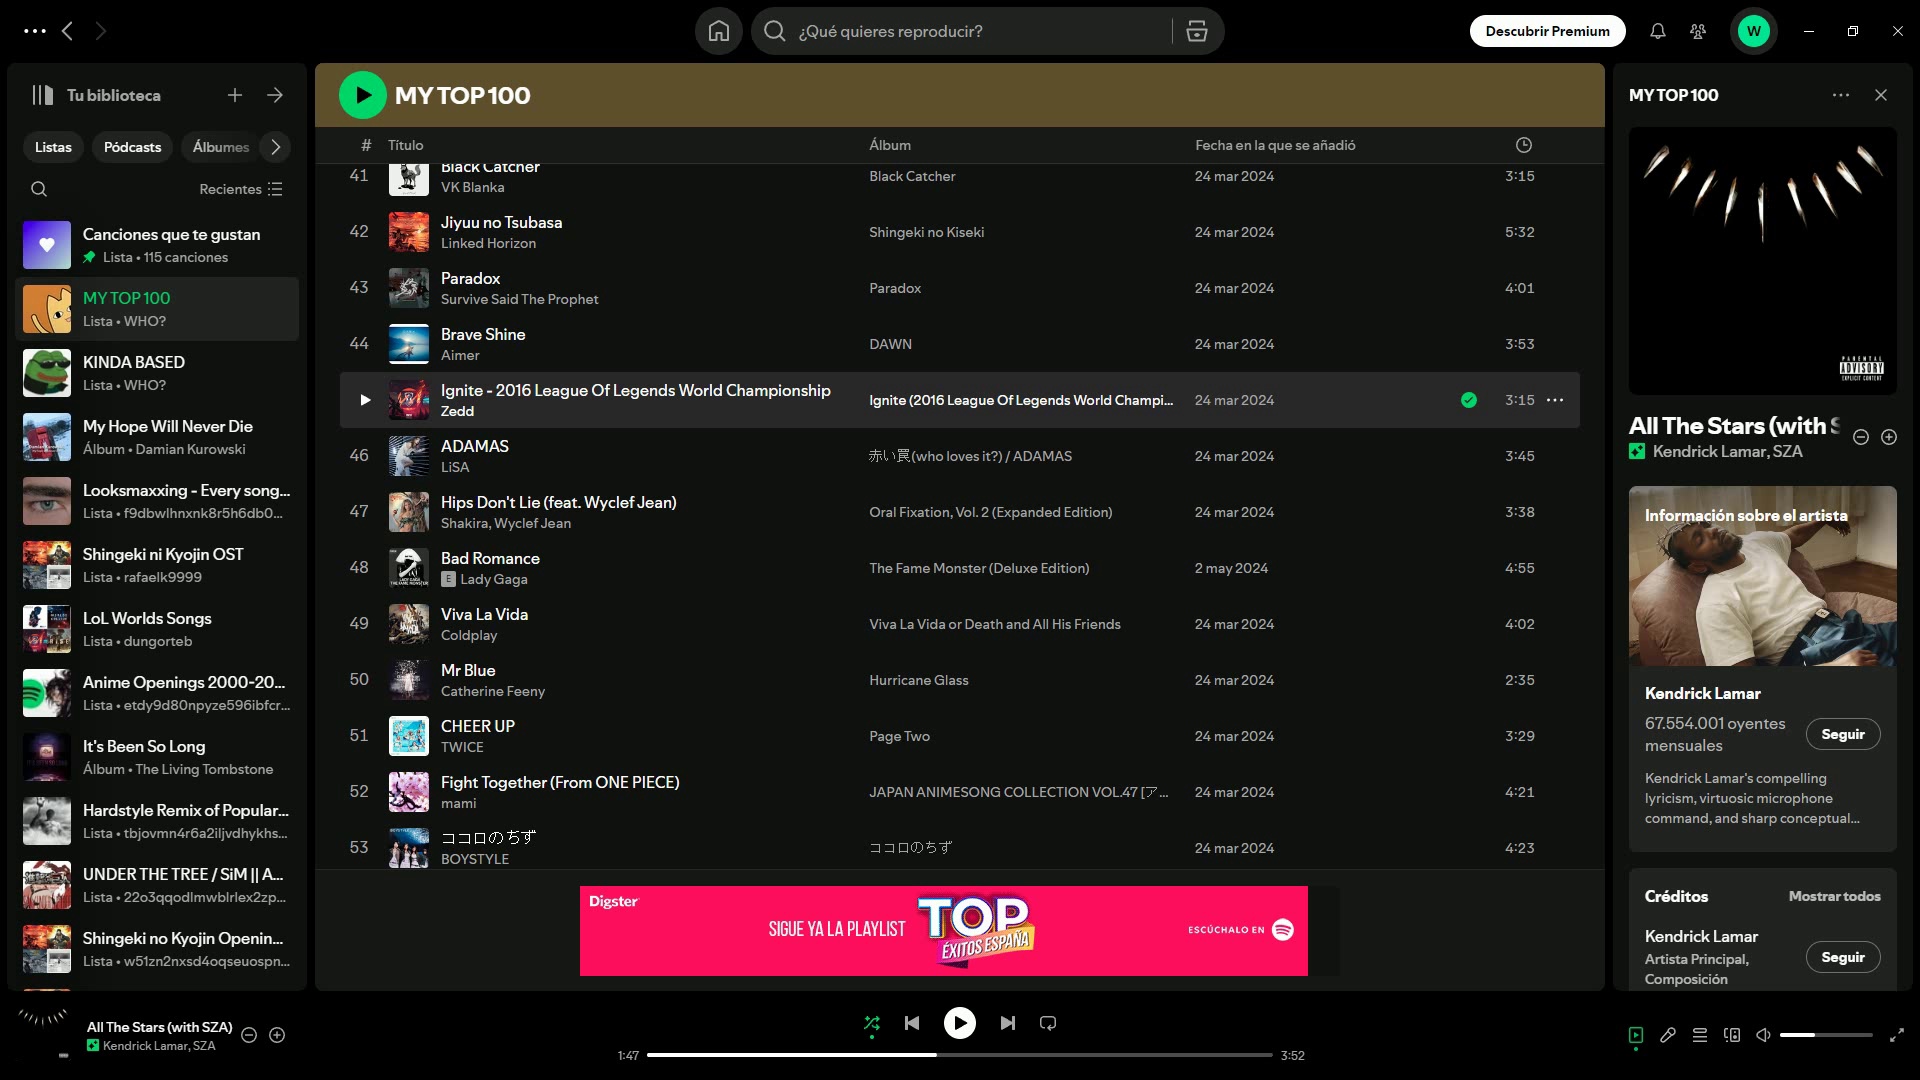 ¿Qué quieres reproducir?
Descubrir Premium
W
Tu biblioteca
Listas
Pódcasts
Álbumes
Recientes
Canciones que te gustan
Lista • 115 canciones
MY TOP 100
Lista • WHO?
KINDA BASED
Lista • WHO?
My Hope Will Never Die
Álbum • Damian Kurowski
Looksmaxxing - Every song...
Lista • f9dbwlhnxnk8r5h6db0...
Shingeki ni Kyojin OST
Lista • rafaelk9999
LoL Worlds Songs
Lista • dungorteb
Anime Openings 2000-20...
Lista • etdy9d80npyze596ibfcr...
It's Been So Long
Álbum • The Living Tombstone
Hardstyle Remix of Popular...
Lista • tbjovmn4r6a2iljvdhykhs...
UNDER THE TREE / SiM || A...
Lista • 22o3qqodlmwblrlex2zp...
Shingeki no Kyojin Openin...
Lista • w51zn2nxsd4oqseuospn...
MY TOP 100
# Título Álbum Fecha en la que se añadió
41 Black Catcher Black Catcher 24 mar 2024 3:15
VK Blanka
42 Jiyuu no Tsubasa Shingeki no Kiseki 24 mar 2024 5:32
Linked Horizon
43 Paradox Paradox 24 mar 2024 4:01
Survive Said The Prophet
44 Brave Shine DAWN 24 mar 2024 3:53
Aimer
Ignite - 2016 League Of Legends World Championship Ignite (2016 League Of Legends World Champi... 24 mar 2024 3:15
Zedd
46 ADAMAS 赤い罠(who loves it?) / ADAMAS 24 mar 2024 3:45
LiSA
47 Hips Don't Lie (feat. Wyclef Jean) Oral Fixation, Vol. 2 (Expanded Edition) 24 mar 2024 3:38
Shakira, Wyclef Jean
48 Bad Romance The Fame Monster (Deluxe Edition) 2 may 2024 4:55
E Lady Gaga
49 Viva La Vida Viva La Vida or Death and All His Friends 24 mar 2024 4:02
Coldplay
50 Mr Blue Hurricane Glass 24 mar 2024 2:35
Catherine Feeny
51 CHEER UP Page Two 24 mar 2024 3:29
TWICE
52 Fight Together (From ONE PIECE) JAPAN ANIMESONG COLLECTION VOL.47 [ア... 24 mar 2024 4:21
mami
53 ココロのちず ココロのちず 24 mar 2024 4:23
BOYSTYLE
Digster
SIGUE YA LA PLAYLIST
TOP
ÉXITOS ESPAÑA
ESCÚCHALO EN
MY TOP 100
PARENTAL
ADVISORY
EXPLICIT CONTENT
All The Stars (with S
Kendrick Lamar, SZA
Información sobre el artista
Kendrick Lamar
67.554.001 oyentes
mensuales
Seguir
Kendrick Lamar's compelling
lyricism, virtuosic microphone
command, and sharp conceptual...
Créditos
Mostrar todos
Kendrick Lamar
Artista Principal,
Composición
Seguir
All The Stars (with SZA)
Kendrick Lamar, SZA
1:47
3:52